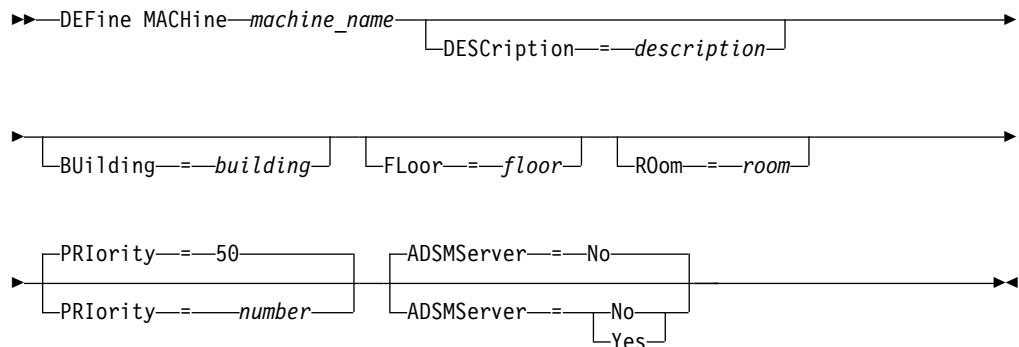 DEFine MACHine machine_name
DESCription = description
BUilding = building FLoor = floor ROom = room
PRIority = 50 ADSMServer = No
PRIority = number ADSMServer = No
Yes